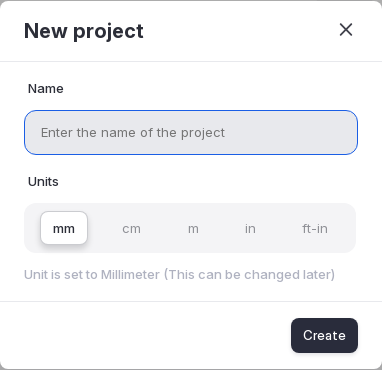 New project
Name
Enter the name of the project
Units
mm cm m in ft-in
Unit is set to Millimeter (This can be changed later)
Create